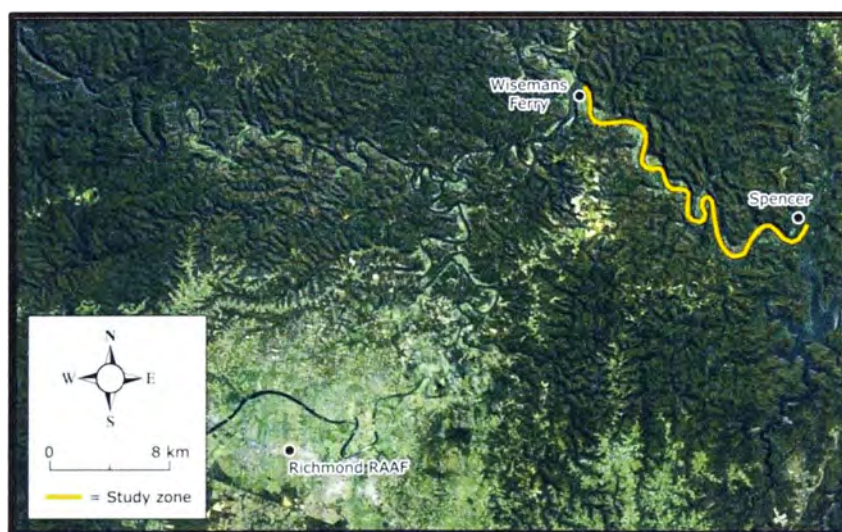 Wisemans
Ferry
Spencer
N
W E
S
0 8 km
Richmond RAAF
= Study zone